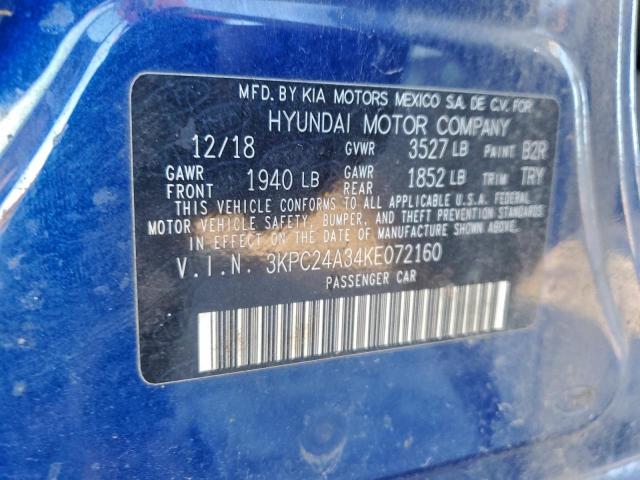 MFD. BY KIA MOTORS MEXICO S.A. DE C.V. FOR
HYUNDAI MOTOR COMPANY
12/18 GVWR 3527 LB PAINT B2R
GAWR FRONT 1940 LB GAWR REAR 1852 LB TRIM TRY
THIS VEHICLE CONFORMS TO ALL APPLICABLE U.S.A. FEDERAL
MOTOR VEHICLE SAFETY, BUMPER, AND THEFT PREVENTION STANDARDS
IN EFFECT ON THE DATE OF MANUFACTURE SHOWN ABOVE.
V.I.N. 3KPC24A34KE072160
PASSENGER CAR